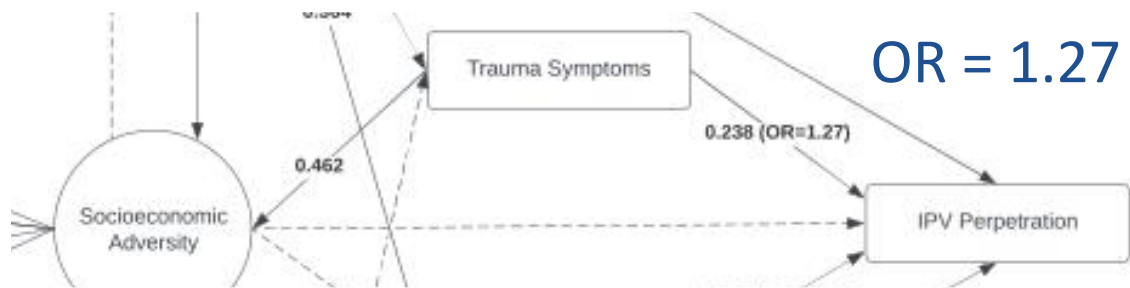 Trauma Symptoms
OR = 1.27
0.238 (OR=1.27)
0.462
Socioeconomic
Adversity
IPV Perpetration